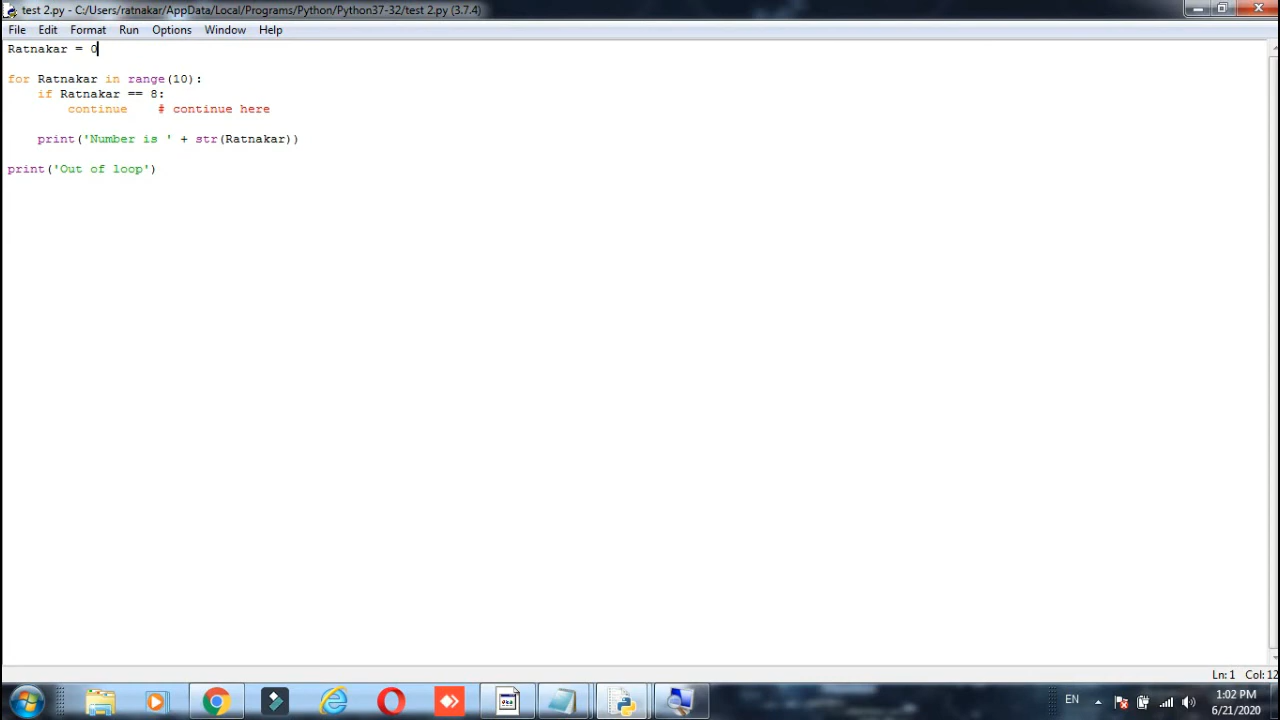 test 2.py - C:/Users/ratnakar/AppData/Local/Programs/Python/Python37-32/test 2.py (3.7.4)
File Edit Format Run Options Window Help
Ratnakar = 0
for Ratnakar in range(10):
    if Ratnakar == 8:
        continue    # continue here
    print('Number is ' + str(Ratnakar))
print('Out of loop')
Ln: 1 Col: 12
EN
1:02 PM
6/21/2020